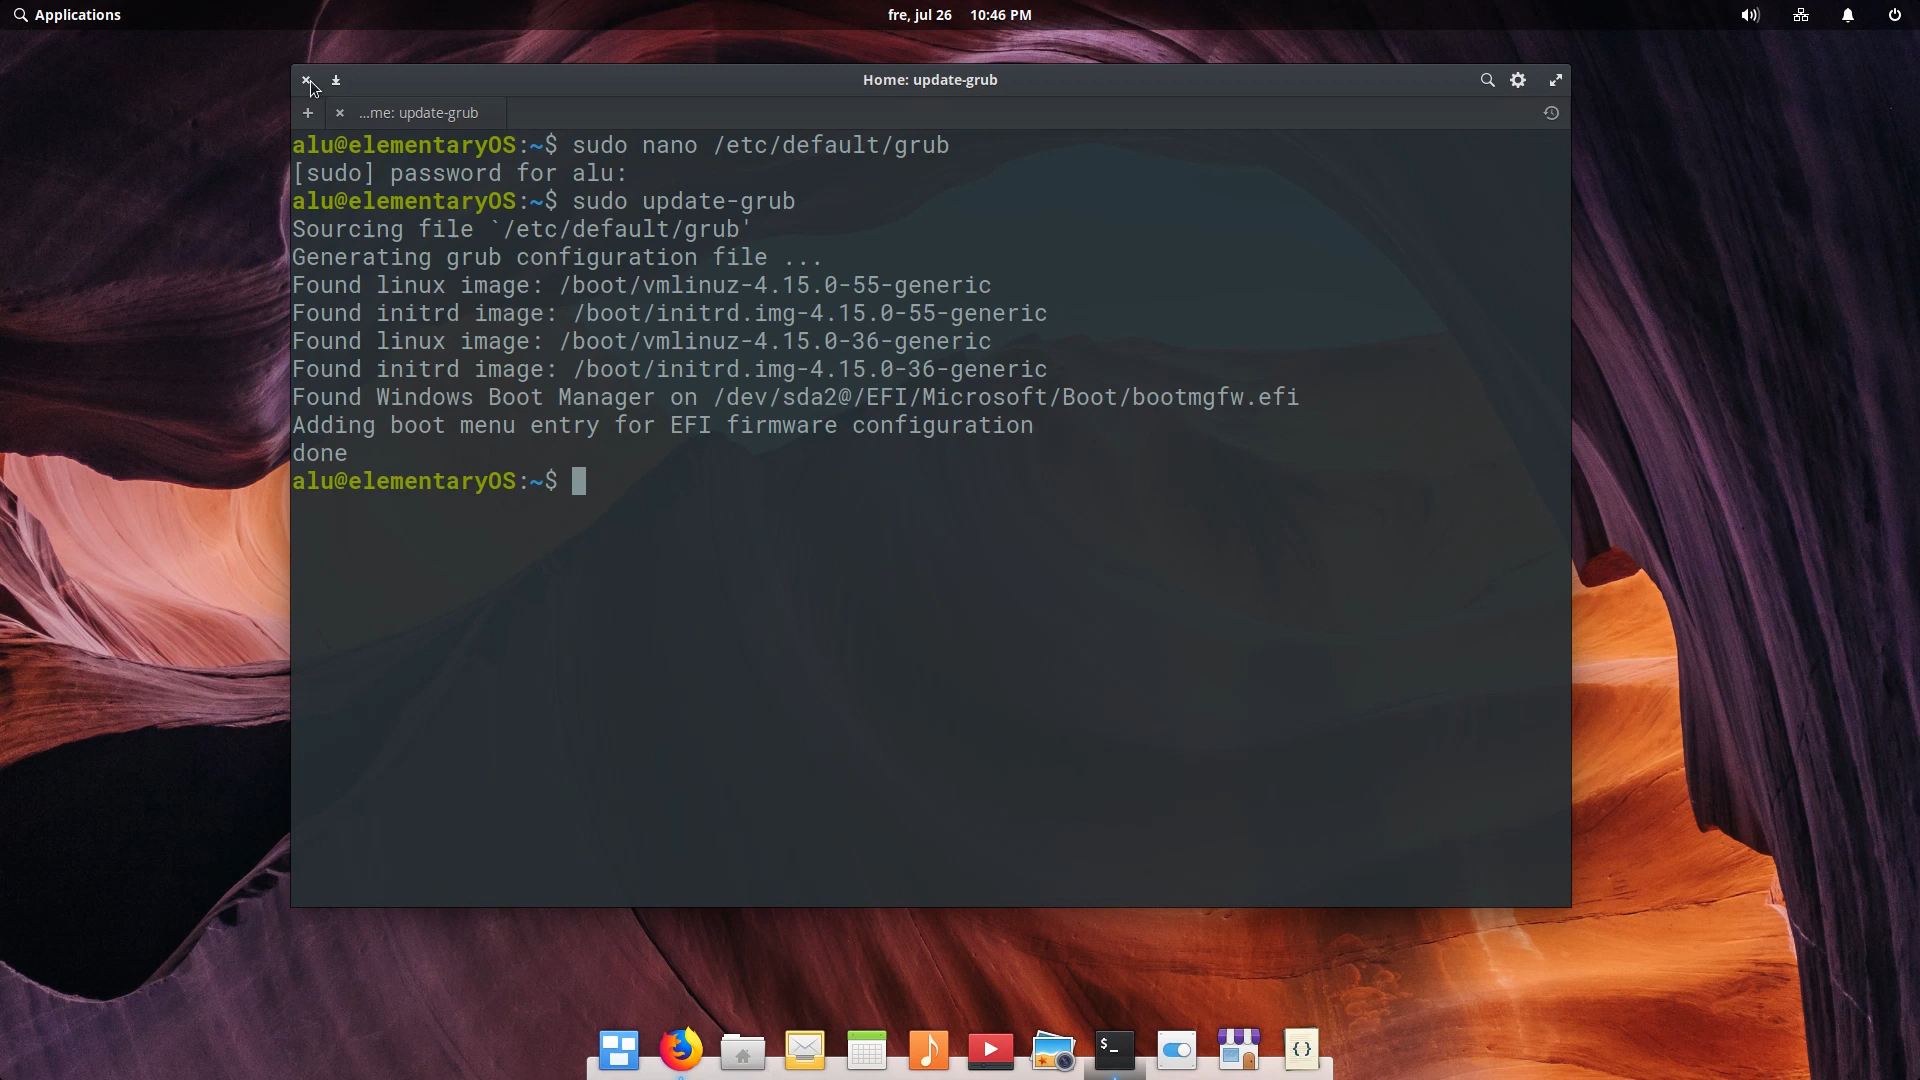 Applications
fre, jul 26 10:46 PM
Home: update-grub
...me: update-grub
alu@elementaryOS:~$ sudo nano /etc/default/grub
[sudo] password for alu:
alu@elementaryOS:~$ sudo update-grub
Sourcing file `/etc/default/grub'
Generating grub configuration file ...
Found linux image: /boot/vmlinuz-4.15.0-55-generic
Found initrd image: /boot/initrd.img-4.15.0-55-generic
Found linux image: /boot/vmlinuz-4.15.0-36-generic
Found initrd image: /boot/initrd.img-4.15.0-36-generic
Found Windows Boot Manager on /dev/sda2@/EFI/Microsoft/Boot/bootmgfw.efi
Adding boot menu entry for EFI firmware configuration
done
alu@elementaryOS:~$
$_
{}